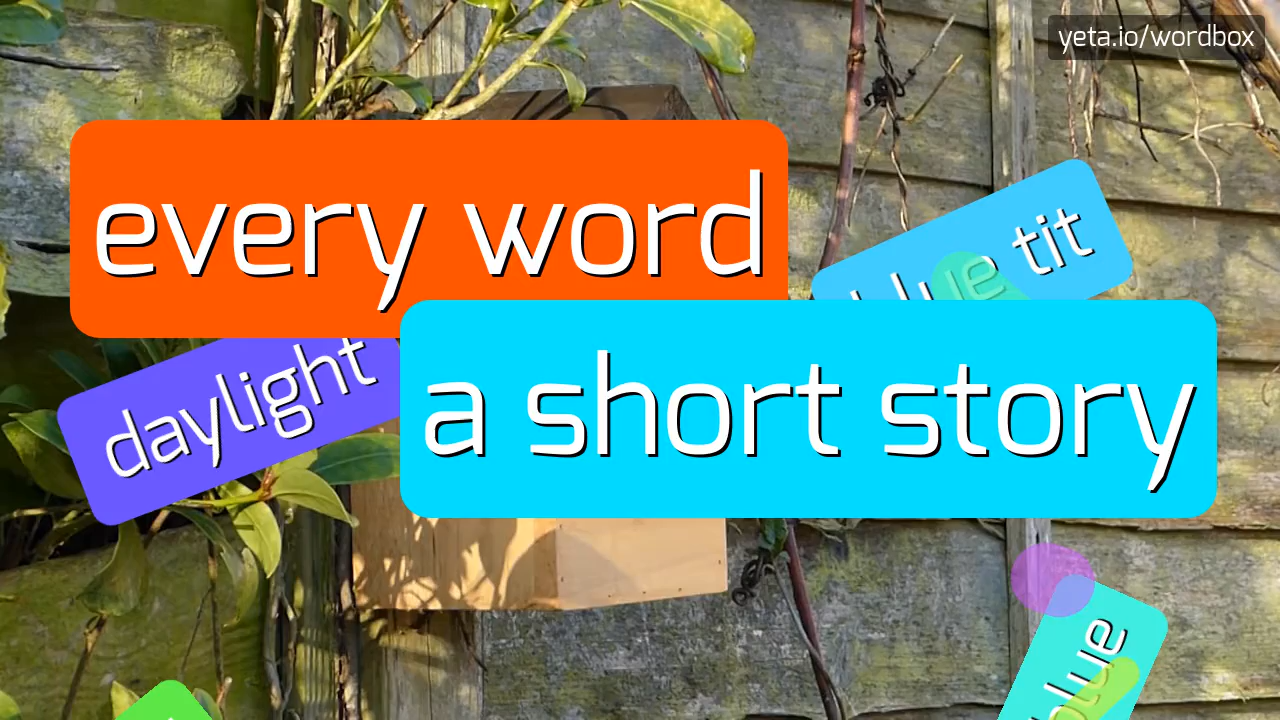 yeta.io/wordbox
every word
blue tit
daylight
a short story
blue